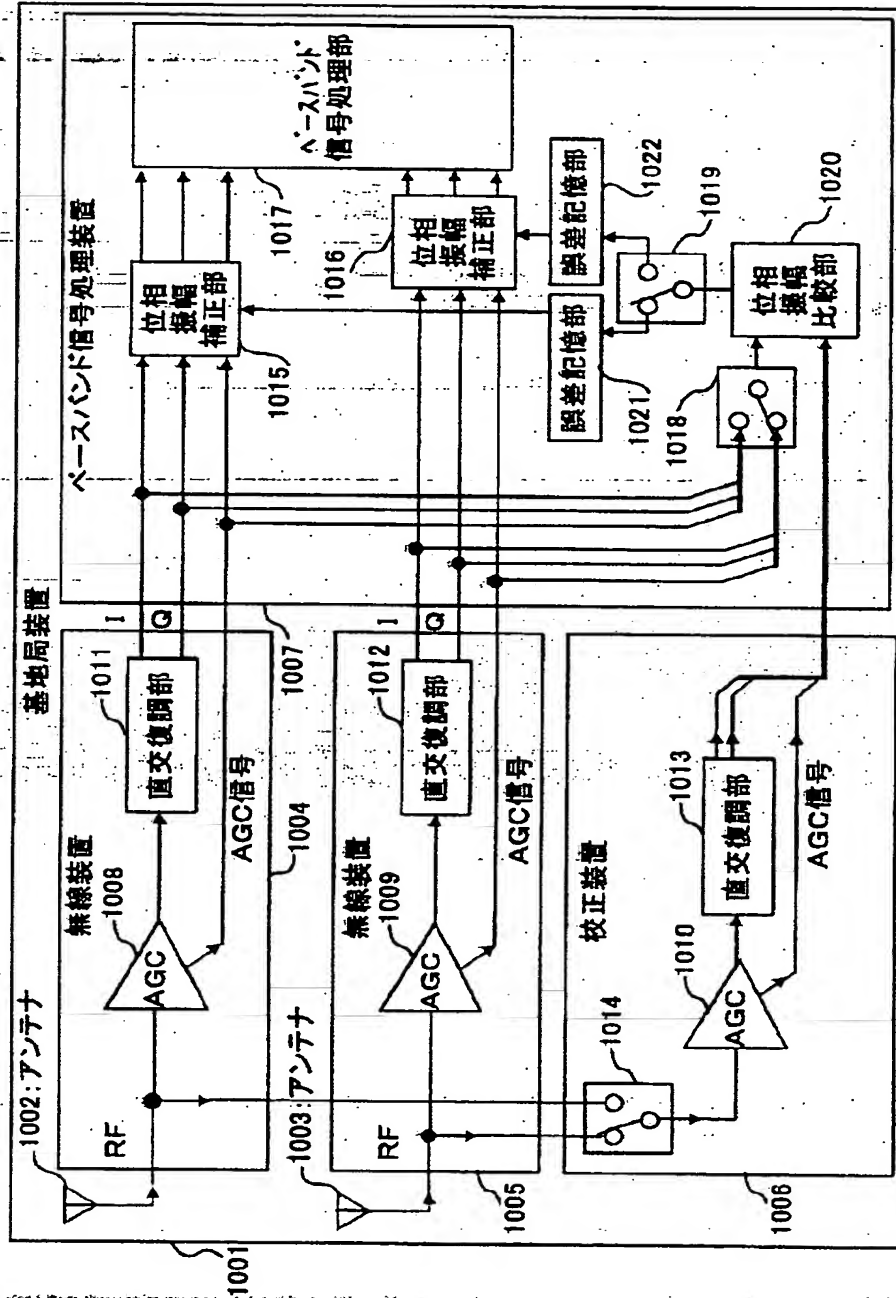 基地局装置
1001
1002:アンテナ
RF
無線装置
1008
AGC
1011
直交復調部
I
Q
AGC信号
1004
1003:アンテナ
RF
無線装置
1009
AGC
1012
直交復調部
I
Q
AGC信号
1005
校正装置
1014
1010
AGC
1013
直交復調部
AGC信号
1006
1007
ベースバンド信号処理装置
位相
振幅
補正部
1015
ベースバンド
信号処理部
1017
1016
位相
振幅
補正部
誤差記憶部
1021
誤差記憶部
1022
1019
1018
位相
振幅
比較部
1020